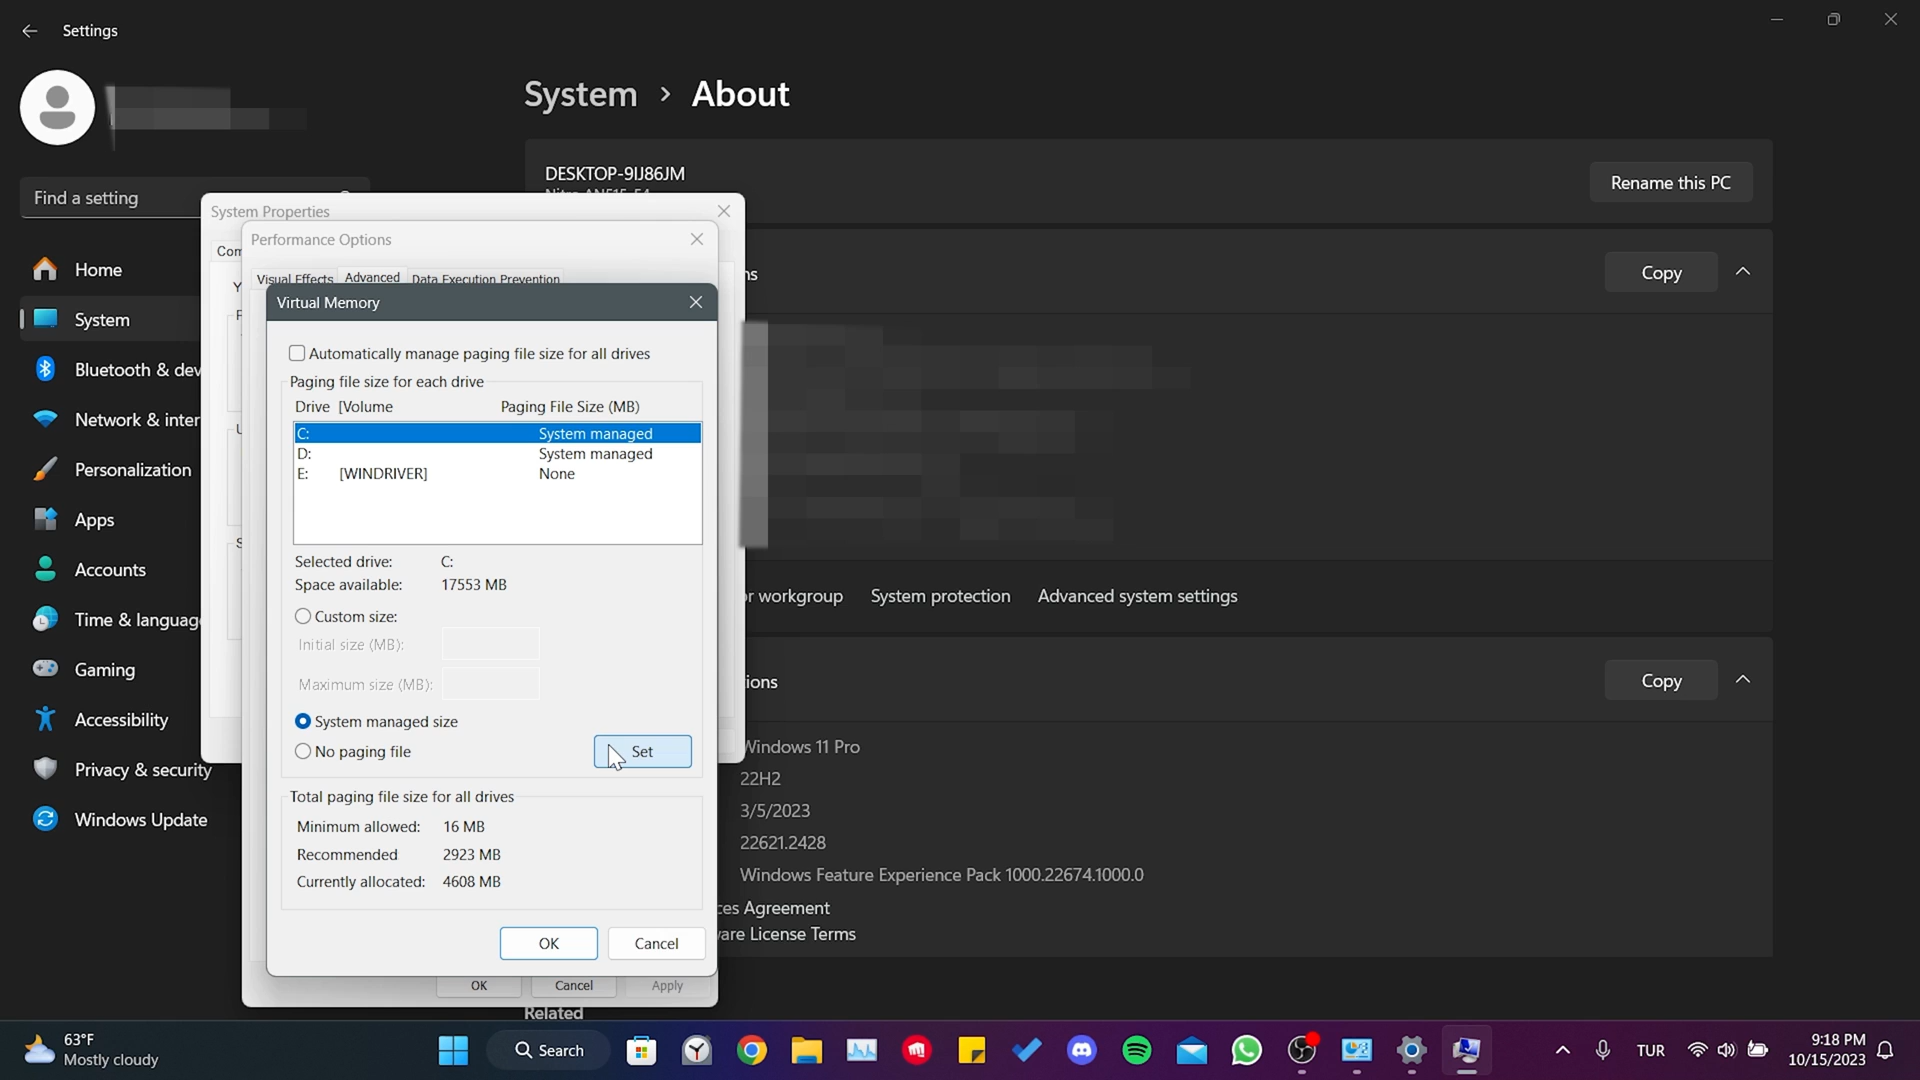 Settings
System > About
DESKTOP-9IJ86JM
Rename this PC
Find a setting
System Properties
Performance Options
Com
Visual Effects Advanced Data Execution Prevention
ns
Copy
Home
System
Bluetooth & dev
Network & inter
Personalization
Apps
Accounts
Time & language
Gaming
Accessibility
Privacy & security
Windows Update
Virtual Memory
Automatically manage paging file size for all drives
Paging file size for each drive
Drive [Volume Paging File Size (MB)
C: System managed
D: System managed
E: [WINDRIVER] None
Selected drive: C:
Space available: 17553 MB
Custom size:
Initial size (MB):
Maximum size (MB):
System managed size
No paging file
Set
Total paging file size for all drives
Minimum allowed: 16 MB
Recommended 2923 MB
Currently allocated: 4608 MB
OK Cancel
OK Cancel Apply
or workgroup System protection Advanced system settings
ions
Copy
Windows 11 Pro
22H2
3/5/2023
22621.2428
Windows Feature Experience Pack 1000.22674.1000.0
ces Agreement
ware License Terms
Related
63°F
Mostly cloudy
Search
TUR
9:18 PM
10/15/2023